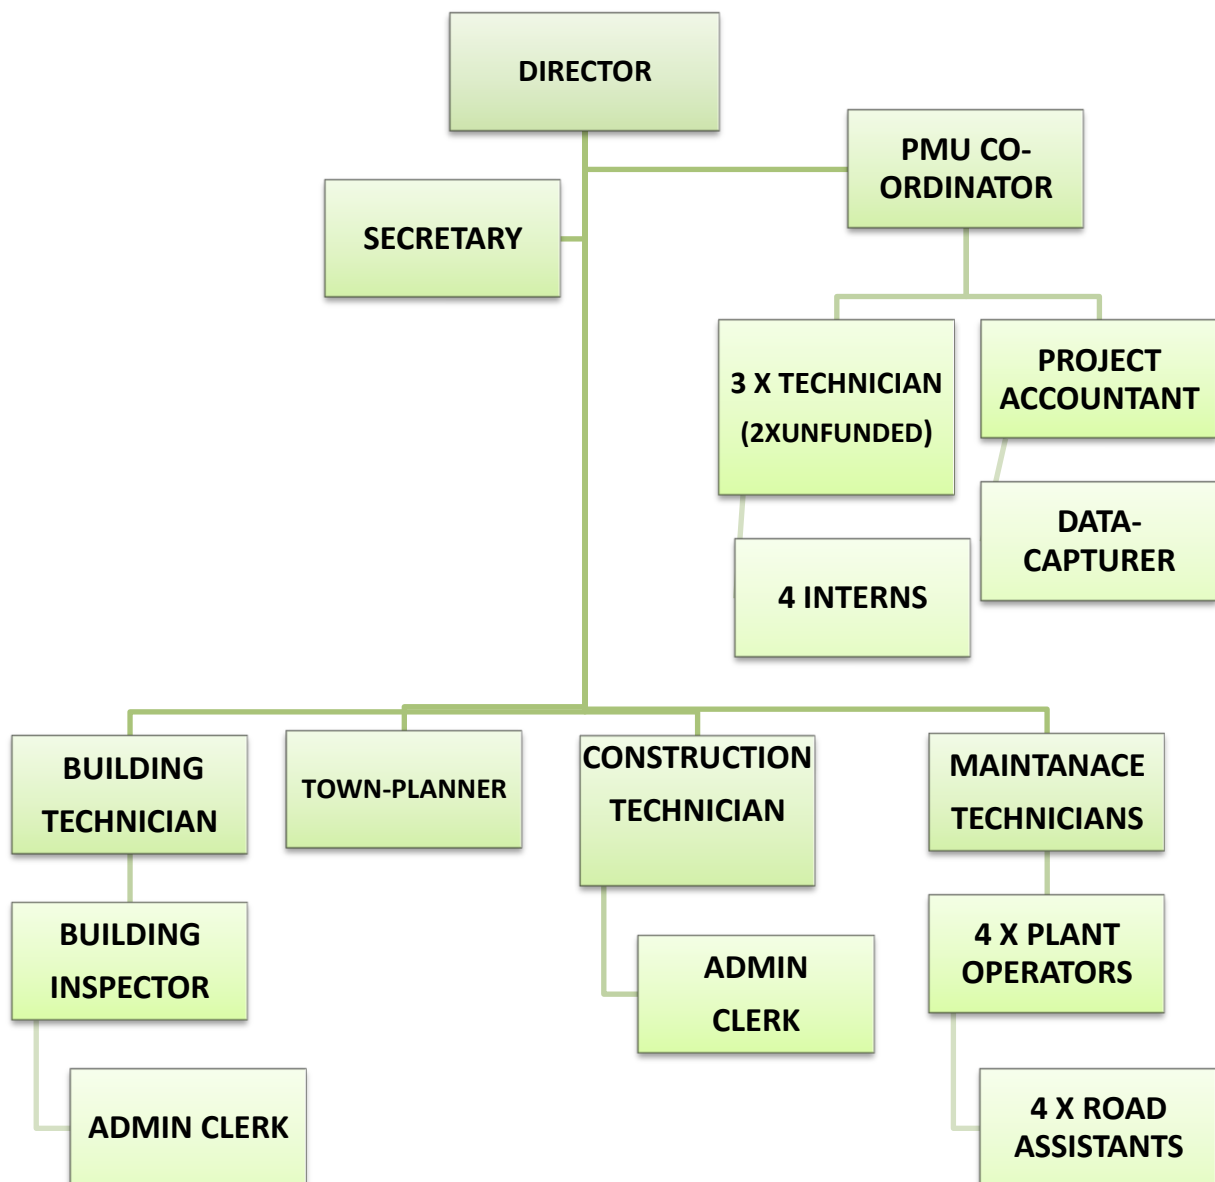 DIRECTOR
PMU CO-
ORDINATOR
SECRETARY
3 X TECHNICIAN
(2XUNFUNDED)
PROJECT
ACCOUNTANT
DATA-
CAPTURER
4 INTERNS
BUILDING
TECHNICIAN
TOWN-PLANNER
CONSTRUCTION
TECHNICIAN
MAINTANACE
TECHNICIANS
BUILDING
INSPECTOR
ADMIN
CLERK
4 X PLANT
OPERATORS
ADMIN CLERK
4 X ROAD
ASSISTANTS